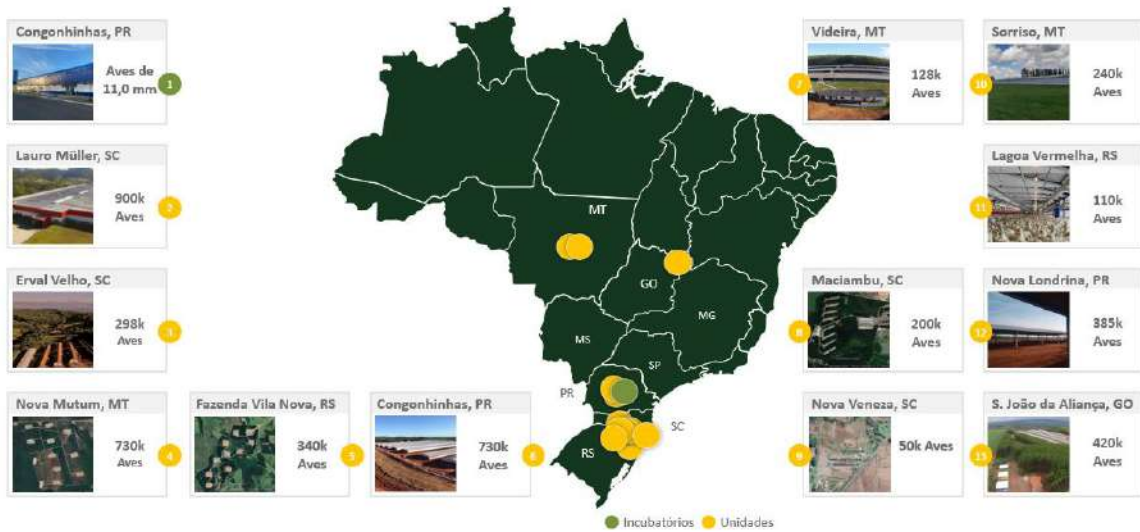 Congonhinhas, PR
Aves de
11,0 mm
1
Lauro Müller, SC
900k
Aves
2
Erval Velho, SC
298k
Aves
3
Nova Mutum, MT
730k
Aves
4
Fazenda Vila Nova, RS
340k
Aves
5
Congonhinhas, PR
730k
Aves
6
MT
GO
MG
MS
SP
PR
SC
RS
Incubatórios
Unidades
Videira, MT
128k
Aves
7
Maciambu, SC
200k
Aves
8
Nova Veneza, SC
50k Aves
9
Sorriso, MT
240k
Aves
10
Lagoa Vermelha, RS
110k
Aves
11
Nova Londrina, PR
385k
Aves
12
S. João da Aliança, GO
420k
Aves
13